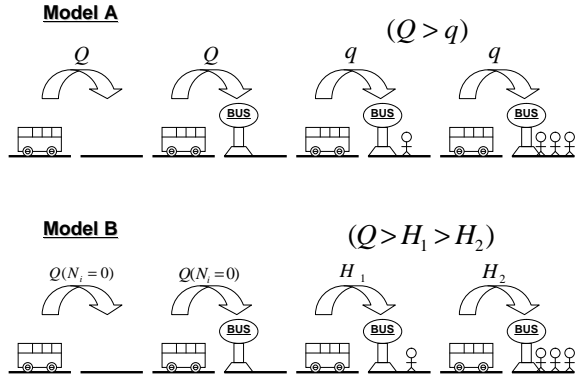 Model A
(Q > q)
Q Q q q
BUS BUS BUS
Model B
(Q > H₁ > H₂)
Q(Nᵢ = 0) Q(Nᵢ = 0) H₁ H₂
BUS BUS BUS